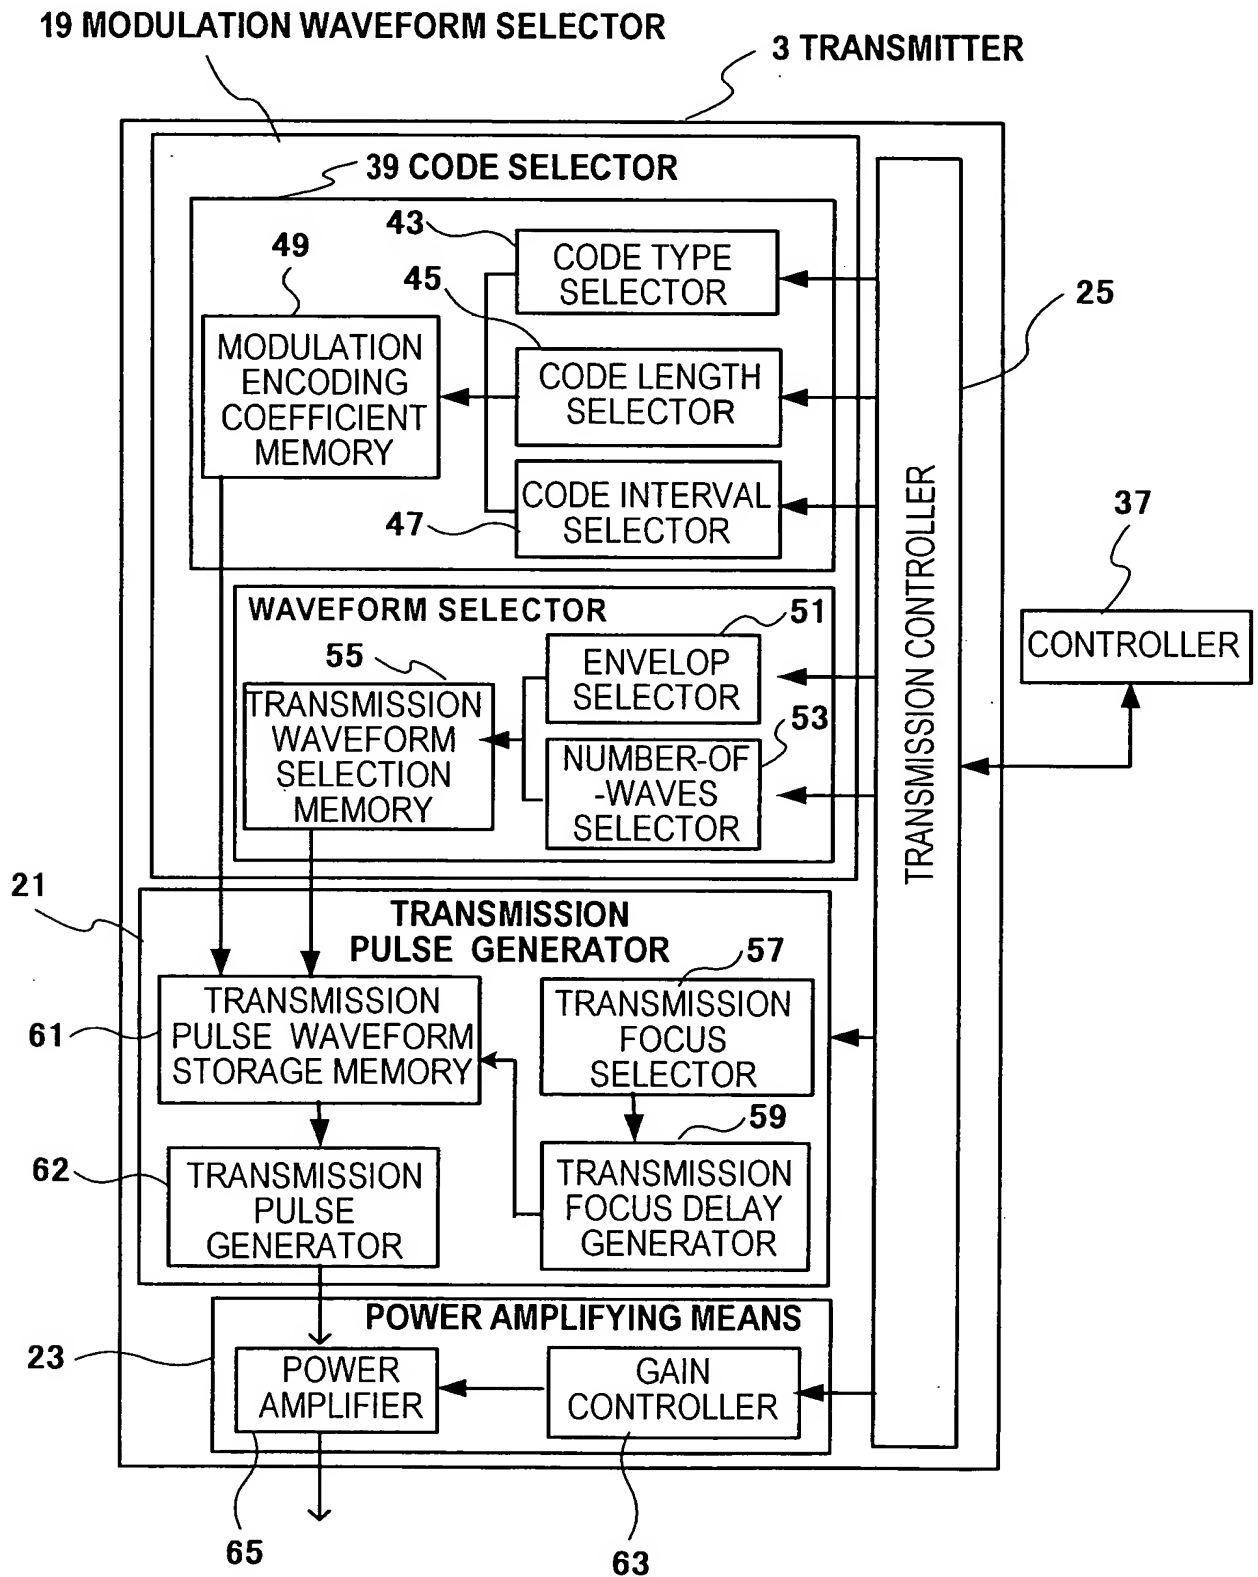 19 MODULATION WAVEFORM SELECTOR
3 TRANSMITTER
39 CODE SELECTOR
43
CODE TYPE
SELECTOR
49
45
25
MODULATION
ENCODING
COEFFICIENT
MEMORY
CODE LENGTH
SELECTOR
CODE INTERVAL
SELECTOR
47
TRANSMISSION CONTROLLER
37
CONTROLLER
WAVEFORM SELECTOR
51
ENVELOP
SELECTOR
55
TRANSMISSION
WAVEFORM
SELECTION
MEMORY
53
NUMBER-OF-
-WAVES
SELECTOR
21
TRANSMISSION
PULSE GENERATOR
57
61
TRANSMISSION
PULSE WAVEFORM
STORAGE MEMORY
TRANSMISSION
FOCUS
SELECTOR
59
62
TRANSMISSION
PULSE
GENERATOR
TRANSMISSION
FOCUS DELAY
GENERATOR
POWER AMPLIFYING MEANS
23
POWER
AMPLIFIER
GAIN
CONTROLLER
65
63